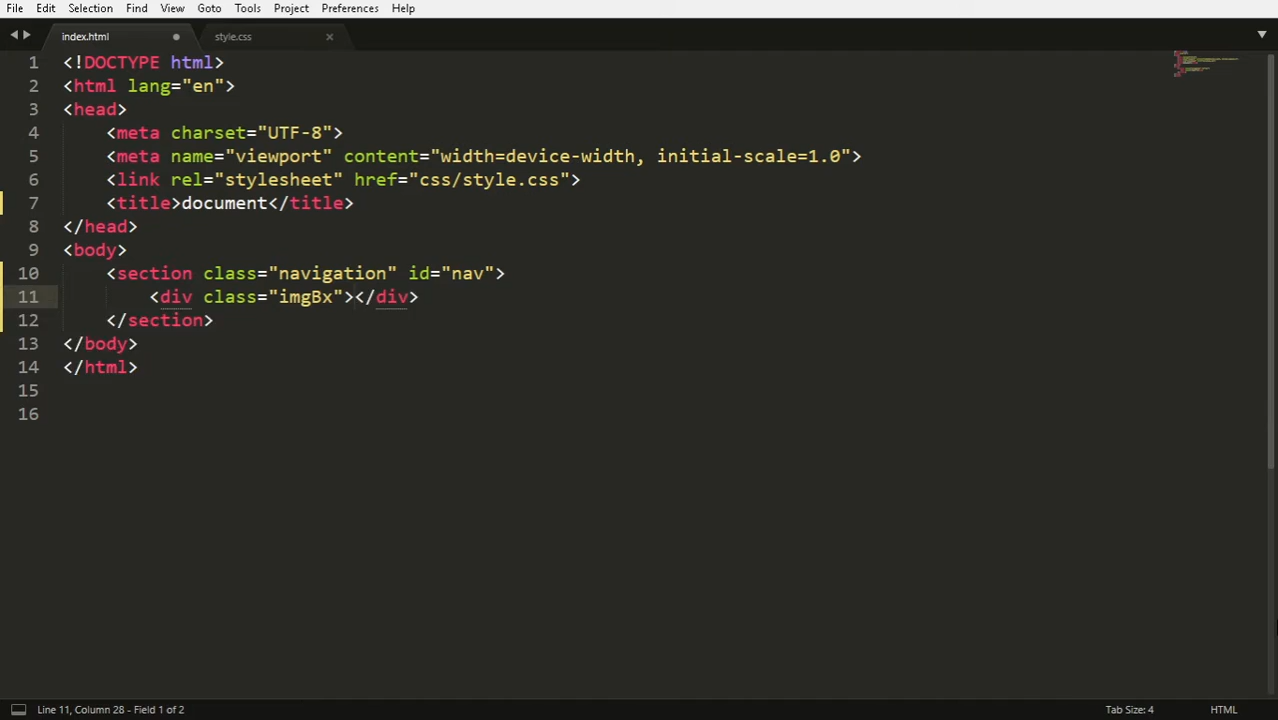 File Edit Selection Find View Goto Tools Project Preferences Help
index.html style.css
1 <!DOCTYPE html>
2 <html lang="en">
3 <head>
4 <meta charset="UTF-8">
5 <meta name="viewport" content="width=device-width, initial-scale=1.0">
6 <link rel="stylesheet" href="css/style.css">
7 <title>document</title>
8 </head>
9 <body>
10 <section class="navigation" id="nav">
11 <div class="imgBx"></div>
12 </section>
13 </body>
14 </html>
15
16
Line 11, Column 28 - Field 1 of 2 Tab Size: 4 HTML